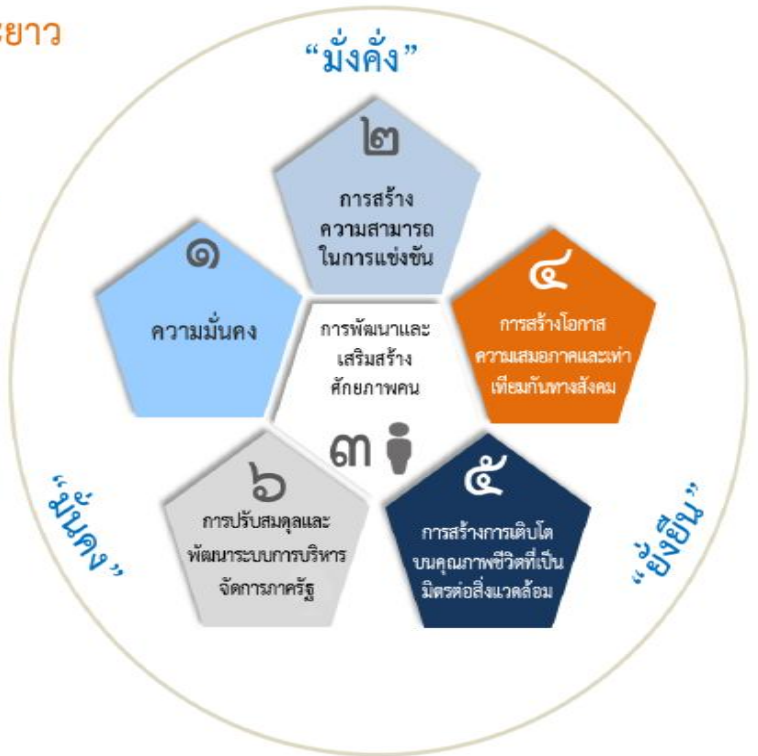 ะยาว
“มั่งคั่ง”
๒
การสร้าง
ความสามารถ
ในการแข่งขัน
๑
ความมั่นคง
๔
การสร้างโอกาส
ความเสมอภาคและเท่า
เทียมกันทางสังคม
การพัฒนาและ
เสริมสร้าง
ศักยภาพคน
๓
๖
การปรับสมดุลและ
พัฒนาระบบการบริหาร
จัดการภาครัฐ
๕
การสร้างการเติบโต
บนคุณภาพชีวิตที่เป็น
มิตรต่อสิ่งแวดล้อม
“มั่นคง”
“ยั่งยืน”